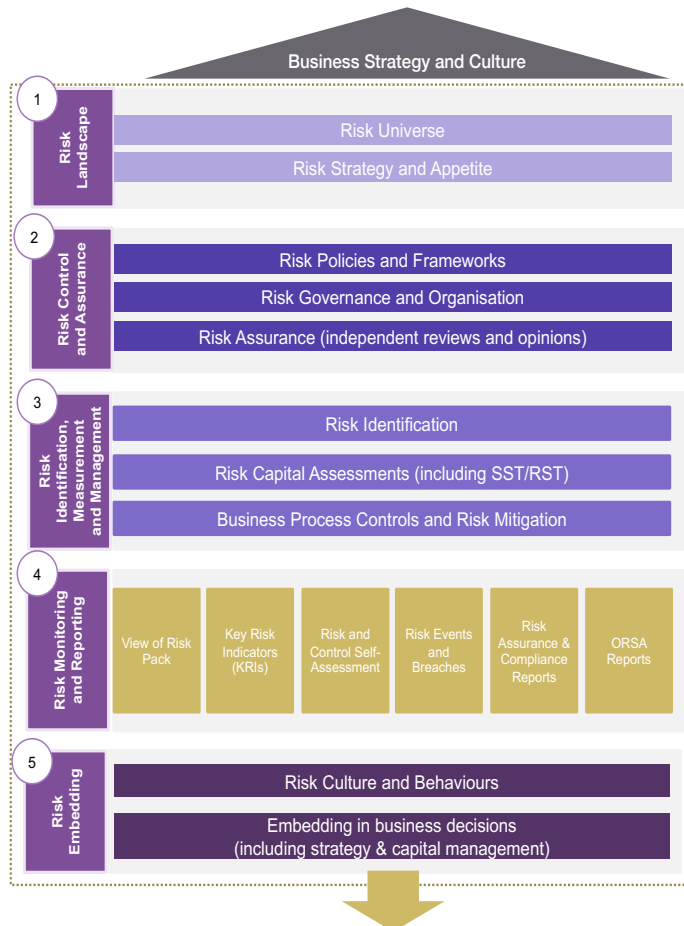 Business Strategy and Culture
1
Risk
Landscape
Risk Universe
Risk Strategy and Appetite
2
Risk Control
and Assurance
Risk Policies and Frameworks
Risk Governance and Organisation
Risk Assurance (independent reviews and opinions)
3
Risk
Identification,
Measurement
and Management
Risk Identification
Risk Capital Assessments (including SST/RST)
Business Process Controls and Risk Mitigation
4
Risk Monitoring
and Reporting
View of Risk
Pack
Key Risk
Indicators
(KRIs)
Risk and
Control Self-
Assessment
Risk Events
and
Breaches
Risk
Assurance &
Compliance
Reports
ORSA
Reports
5
Risk
Embedding
Risk Culture and Behaviours
Embedding in business decisions
(including strategy & capital management)